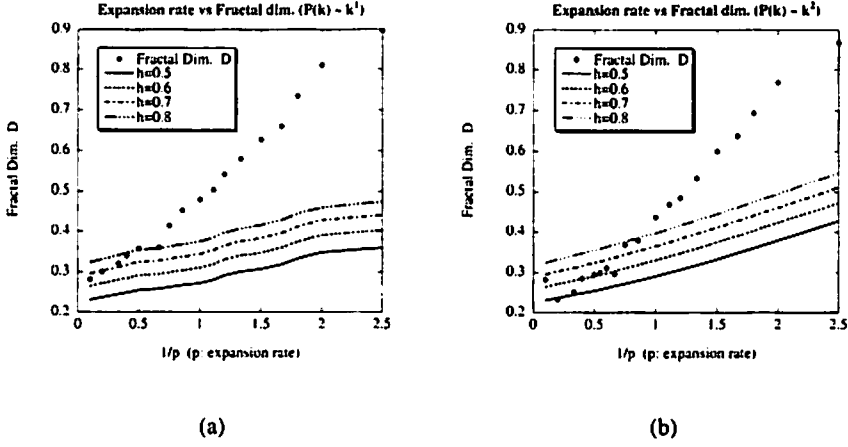 Expansion rate vs Fractal dim. (P(k) ~ k¹)
0.9
0.8
0.7
0.6
0.5
0.4
0.3
0.2
Fractal Dim. D
Fractal Dim. D
h=0.5
h=0.6
h=0.7
h=0.8
0 0.5 1 1.5 2 2.5
1/p (p: expansion rate)
(a)
Expansion rate vs Fractal dim. (P(k) ~ k²)
0.9
0.8
0.7
0.6
0.5
0.4
0.3
0.2
Fractal Dim. D
Fractal Dim. D
h=0.5
h=0.6
h=0.7
h=0.8
0 0.5 1 1.5 2 2.5
1/p (p: expansion rate)
(b)